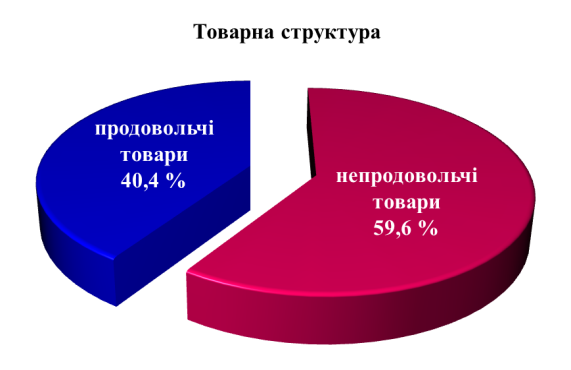 Товарна структура
продовольчі
товари
40,4 %
непродовольчі
товари
59,6 %